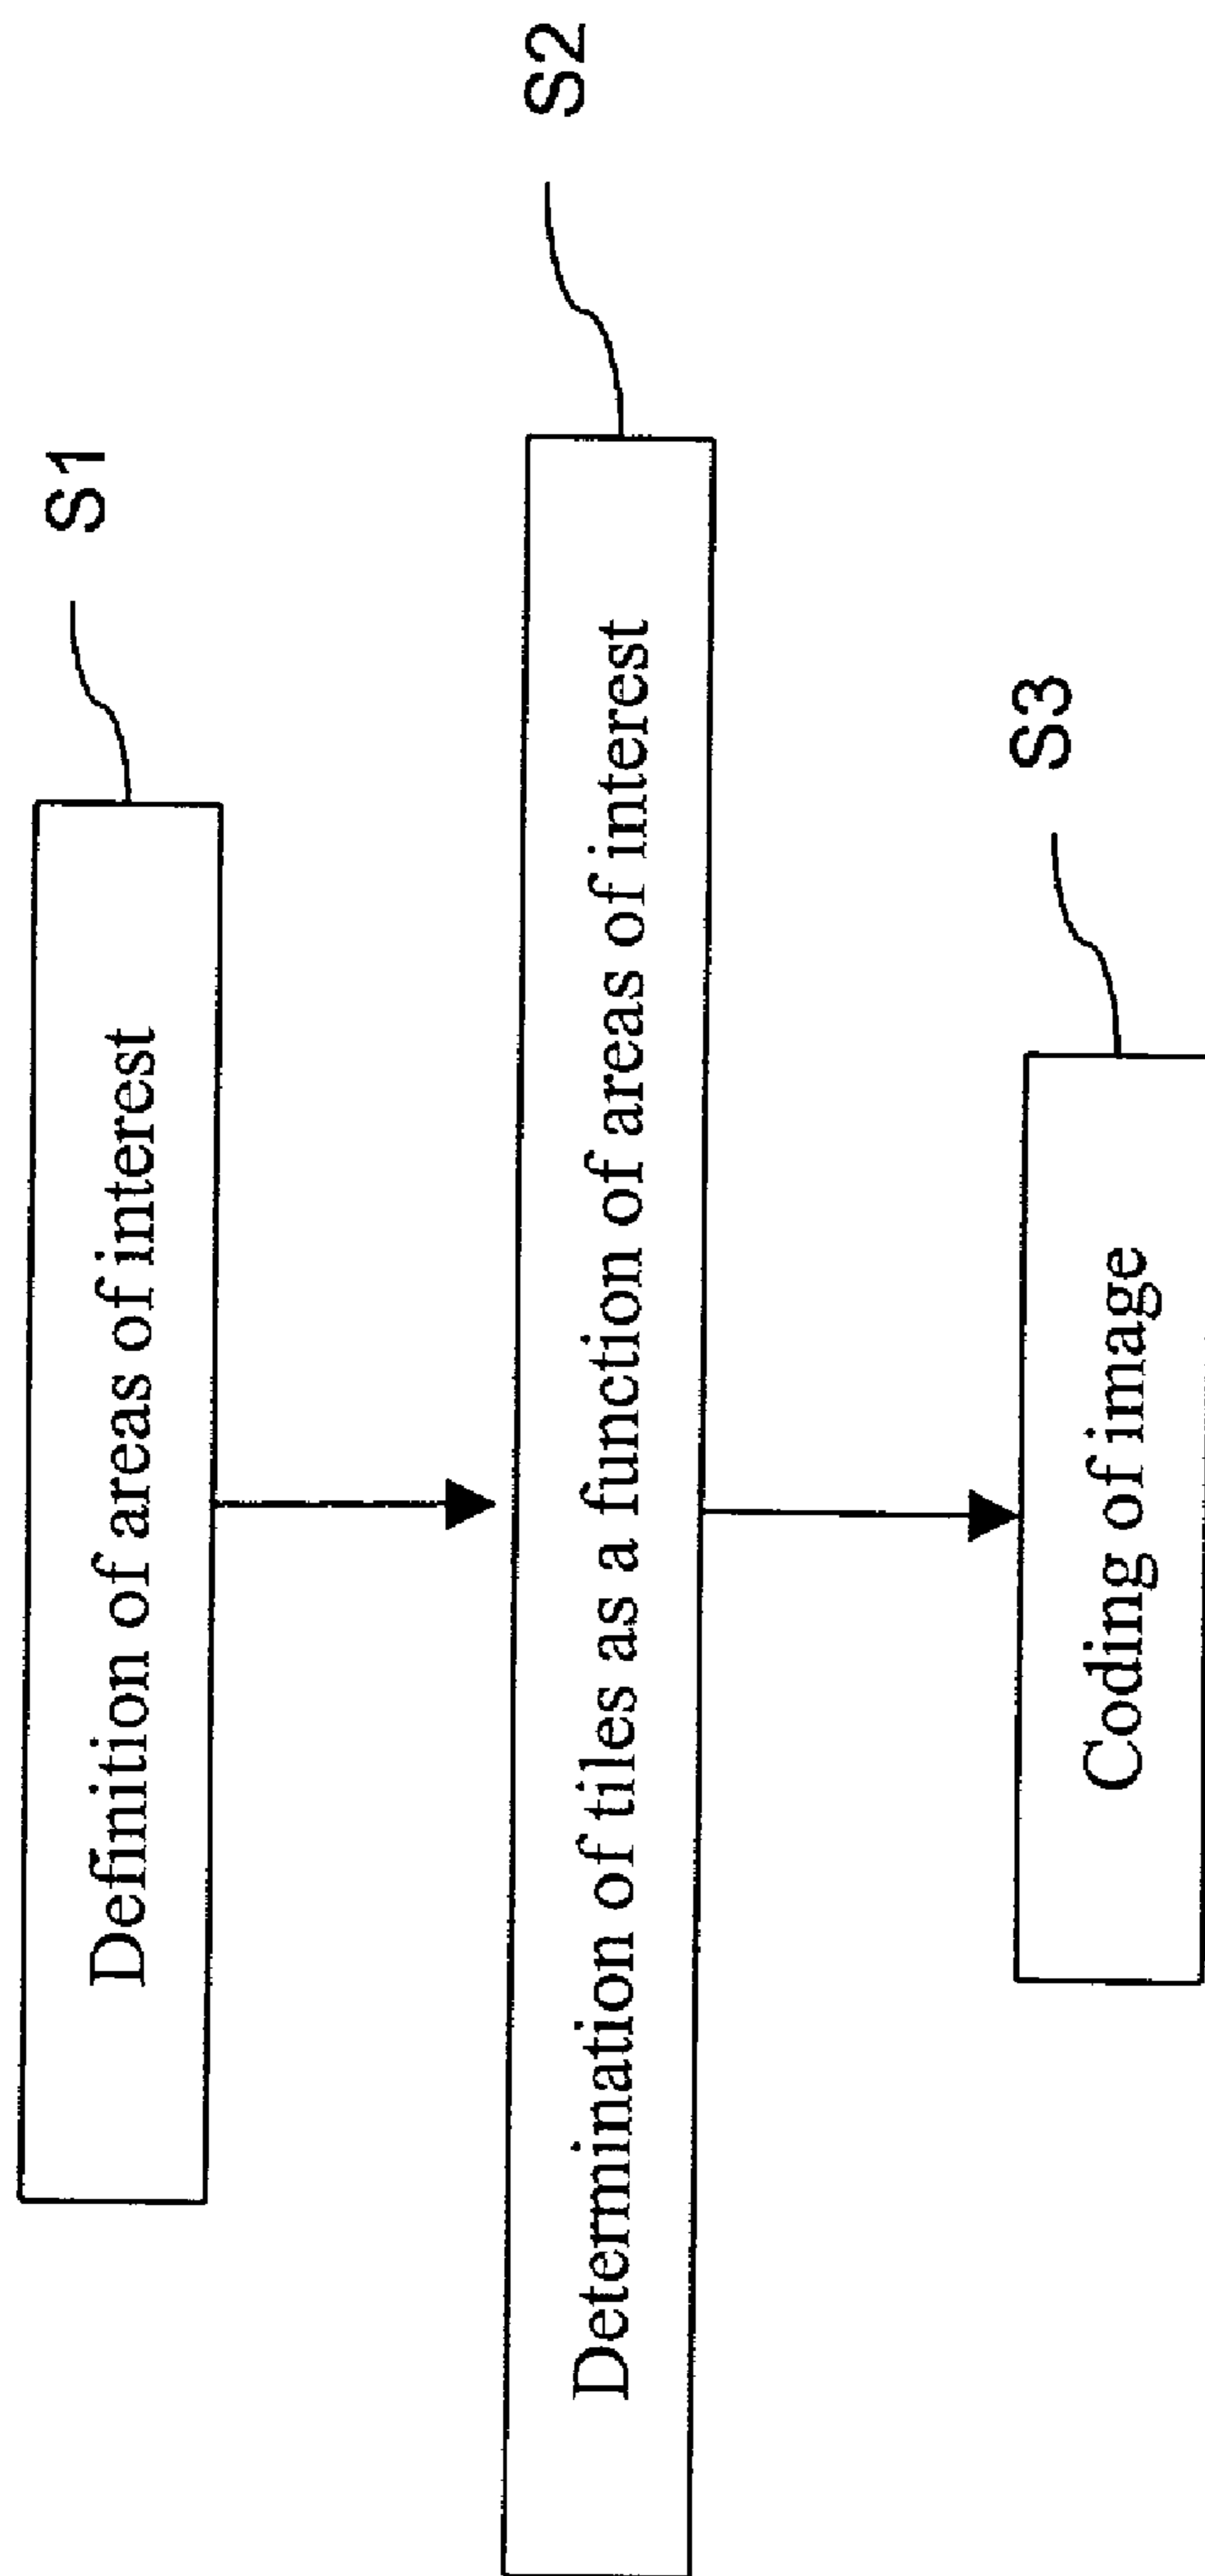 Definition of areas of interest
S1
Determination of tiles as a function of areas of interest
S2
Coding of image
S3